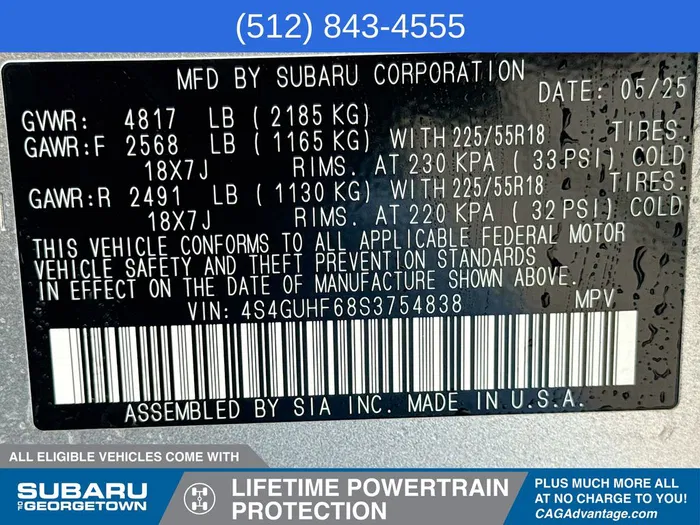 (512) 843-4555
MFD BY SUBARU CORPORATION
DATE: 05/25
GVWR: 4817 LB (2185 KG)
GAWR:F 2568 LB (1165 KG) WITH 225/55R18 TIRES.
18X7J RIMS. AT 230 KPA (33 PSI) COLD
GAWR:R 2491 LB (1130 KG) WITH 225/55R18 TIRES.
18X7J RIMS. AT 220 KPA (32 PSI) COLD
THIS VEHICLE CONFORMS TO ALL APPLICABLE FEDERAL MOTOR
VEHICLE SAFETY AND THEFT PREVENTION STANDARDS
IN EFFECT ON THE DATE OF MANUFACTURE SHOWN ABOVE.
VIN: 4S4GUHF68S3754838 MPV
ASSEMBLED BY SIA INC. MADE IN U.S.A.
ALL ELIGIBLE VEHICLES COME WITH
SUBARU
OF GEORGETOWN
LIFETIME POWERTRAIN
PROTECTION
PLUS MUCH MORE ALL
AT NO CHARGE TO YOU!
CAGAdvantage.com*